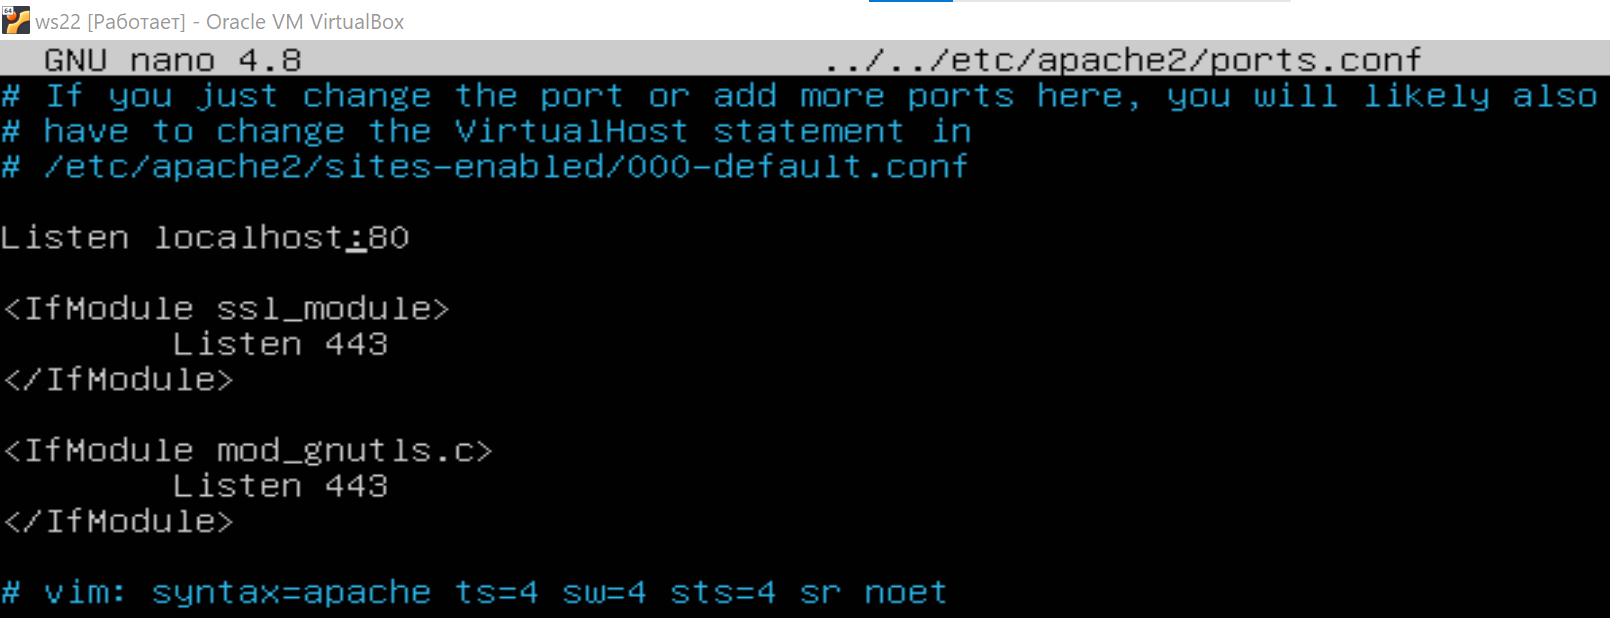 64
ws22 [Работает] - Oracle VM VirtualBox
GNU nano 4.8 ../../etc/apache2/ports.conf
# If you just change the port or add more ports here, you will likely also
# have to change the VirtualHost statement in
# /etc/apache2/sites-enabled/000-default.conf
Listen localhost:80
<IfModule ssl_module>
Listen 443
</IfModule>
<IfModule mod_gnutls.c>
Listen 443
</IfModule>
# vim: syntax=apache ts=4 sw=4 sts=4 sr noet